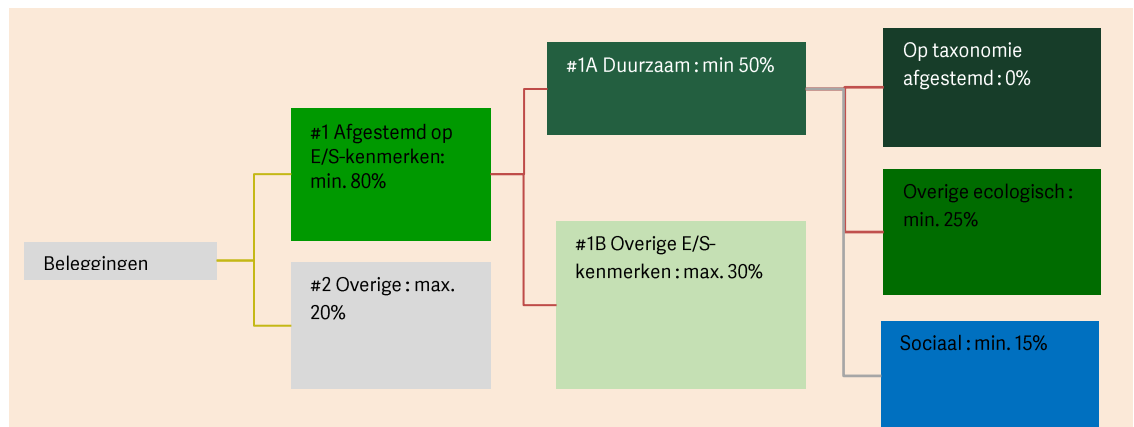 Beleggingen
#1 Afgestemd op
E/S-kenmerken:
min. 80%
#2 Overige : max.
20%
#1A Duurzaam : min 50%
#1B Overige E/S-
kenmerken : max. 30%
Op taxonomie
afgestemd : 0%
Overige ecologisch :
min. 25%
Sociaal : min. 15%